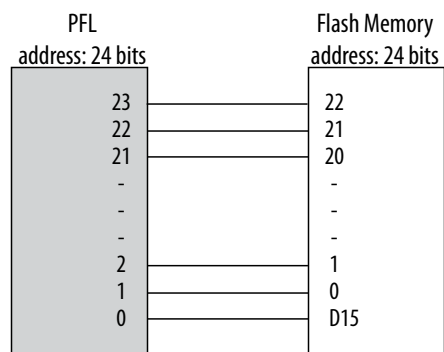 PFL Flash Memory
address: 24 bits address: 24 bits
23 22
22 21
21 20
- -
- -
- -
2 1
1 0
0 D15